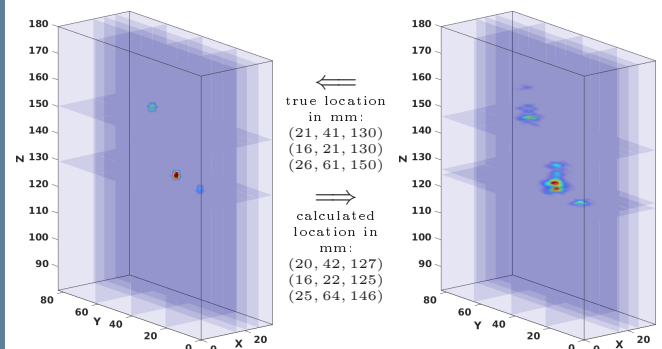 180
170
160
150
140
130
120
110
100
90
Z
80
60
Y
40
20
0
0
X
20
⟸
true location
in mm:
(21, 41, 130)
(16, 21, 130)
(26, 61, 150)
⟹
calculated
location in
mm:
(20, 42, 127)
(16, 22, 125)
(25, 64, 146)
180
170
160
150
140
130
120
110
100
90
Z
80
60
Y
40
20
0
0
X
20